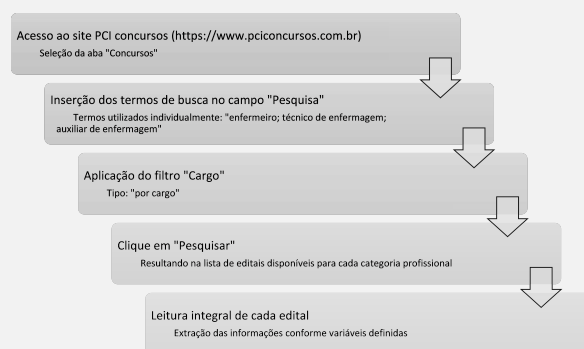 Acesso ao site PCI concursos (https://www.pciconcursos.com.br)
Seleção da aba "Concursos"
Inserção dos termos de busca no campo "Pesquisa"
Termos utilizados individualmente: "enfermeiro; técnico de enfermagem;
auxiliar de enfermagem"
Aplicação do filtro "Cargo"
Tipo: "por cargo"
Clique em "Pesquisar"
Resultando na lista de editais disponíveis para cada categoria profissional
Leitura integral de cada edital
Extração das informações conforme variáveis definidas